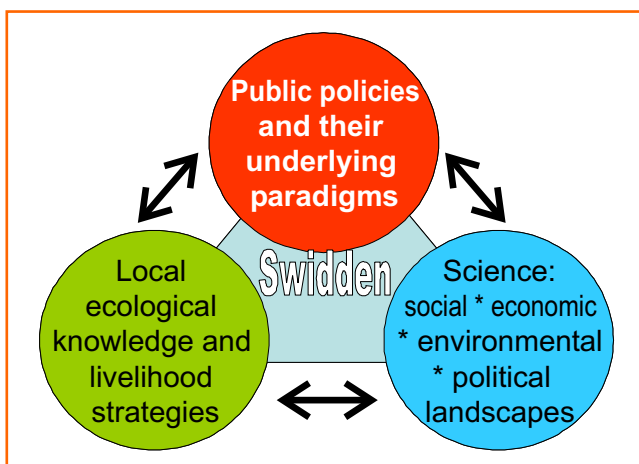 Public policies
and their
underlying
paradigms
Swidden
Local
ecological
knowledge and
livelihood
strategies
Science:
social * economic
* environmental
* political
landscapes